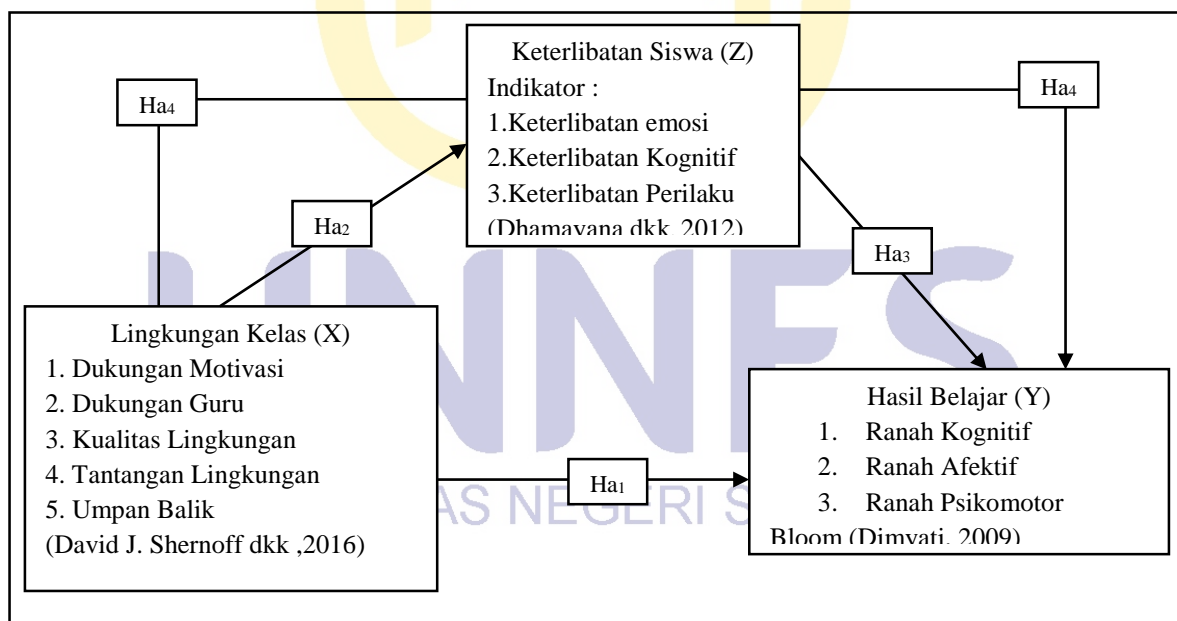 Keterlibatan Siswa (Z)
Indikator :
1.Keterlibatan emosi
2.Keterlibatan Kognitif
3.Keterlibatan Perilaku
(Dhamayana dkk, 2012)
Ha4
Ha4
Ha2
Ha3
Lingkungan Kelas (X)
1. Dukungan Motivasi
2. Dukungan Guru
3. Kualitas Lingkungan
4. Tantangan Lingkungan
5. Umpan Balik
(David J. Shernoff dkk ,2016)
Ha1
Hasil Belajar (Y)
1. Ranah Kognitif
2. Ranah Afektif
3. Ranah Psikomotor
Bloom (Dimyati, 2009)
UNNES
AS NEGERI S